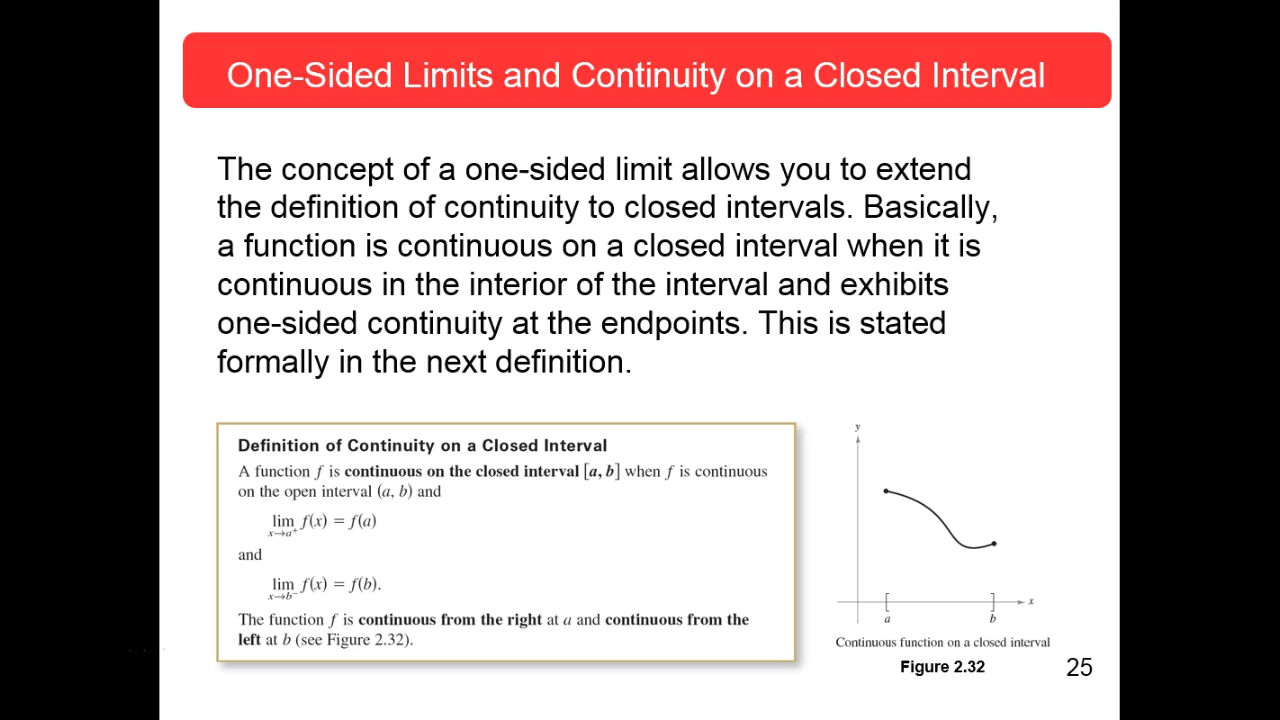 One-Sided Limits and Continuity on a Closed Interval
The concept of a one-sided limit allows you to extend
the definition of continuity to closed intervals. Basically,
a function is continuous on a closed interval when it is
continuous in the interior of the interval and exhibits
one-sided continuity at the endpoints. This is stated
formally in the next definition.
Definition of Continuity on a Closed Interval
A function f is continuous on the closed interval [a, b] when f is continuous
on the open interval (a, b) and
lim f(x) = f(a)
x→a⁺
and
lim f(x) = f(b).
x→b⁻
The function f is continuous from the right at a and continuous from the
left at b (see Figure 2.32).
y
[ ] x
a b
Continuous function on a closed interval
Figure 2.32
25